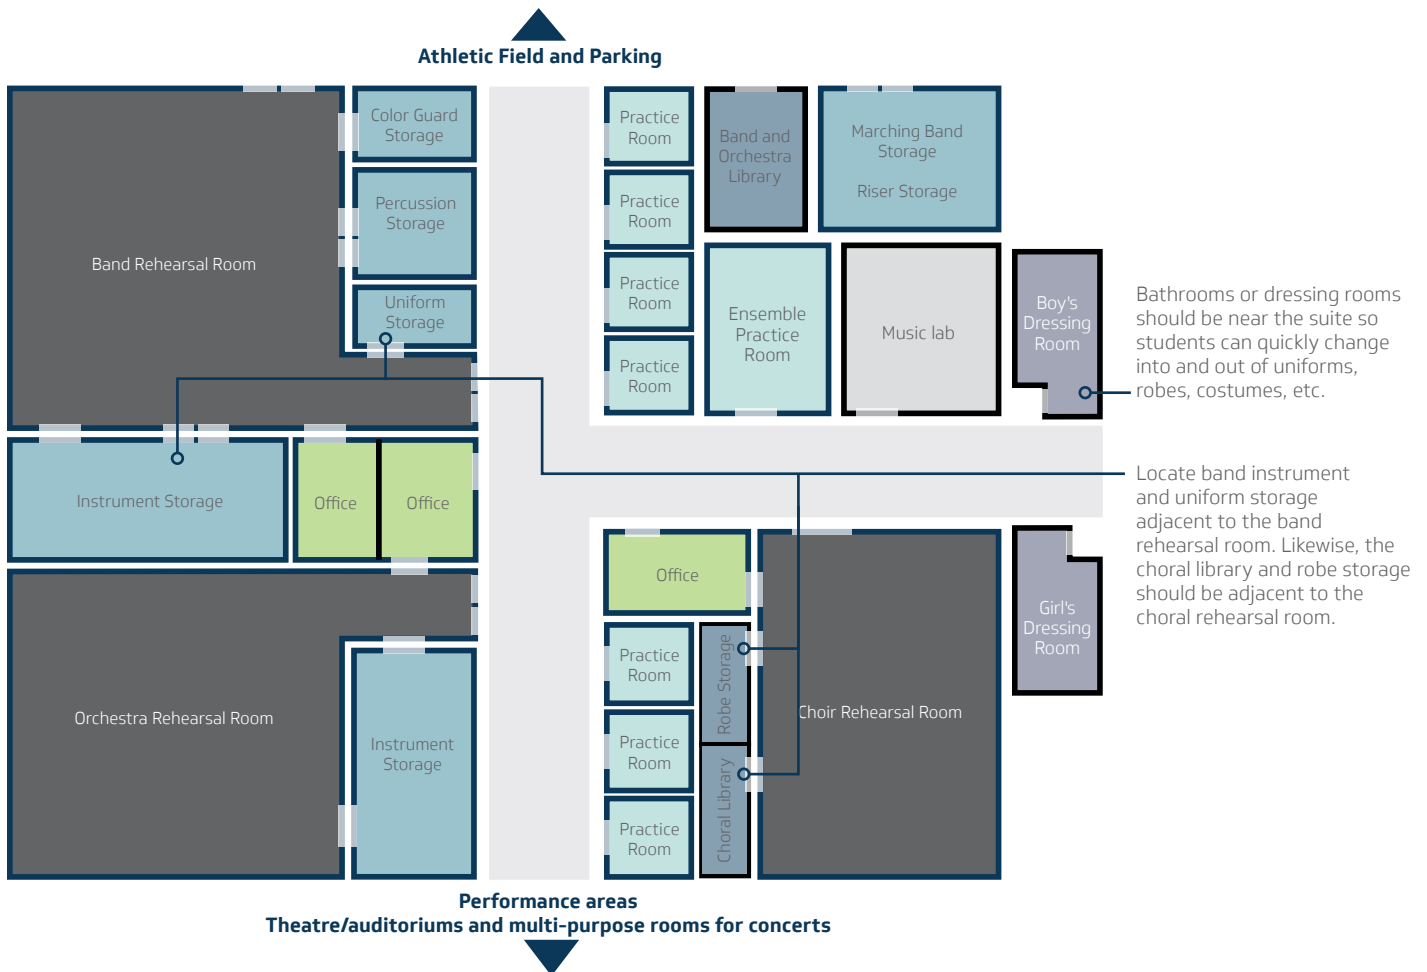 Athletic Field and Parking
Color Guard
Storage
Percussion
Storage
Uniform
Storage
Band Rehearsal Room
Instrument Storage
Office
Office
Orchestra Rehearsal Room
Instrument
Storage
Practice
Room
Practice
Room
Practice
Room
Practice
Room
Band and
Orchestra
Library
Marching Band
Storage
Riser Storage
Ensemble
Practice
Room
Music lab
Boy's
Dressing
Room
Bathrooms or dressing rooms
should be near the suite so
students can quickly change
into and out of uniforms,
robes, costumes, etc.
Locate band instrument
and uniform storage
adjacent to the band
rehearsal room. Likewise, the
choral library and robe storage
should be adjacent to the
choral rehearsal room.
Office
Practice
Room
Practice
Room
Practice
Room
Robe Storage
Choral Library
Choir Rehearsal Room
Girl's
Dressing
Room
Performance areas
Theatre/auditoriums and multi-purpose rooms for concerts